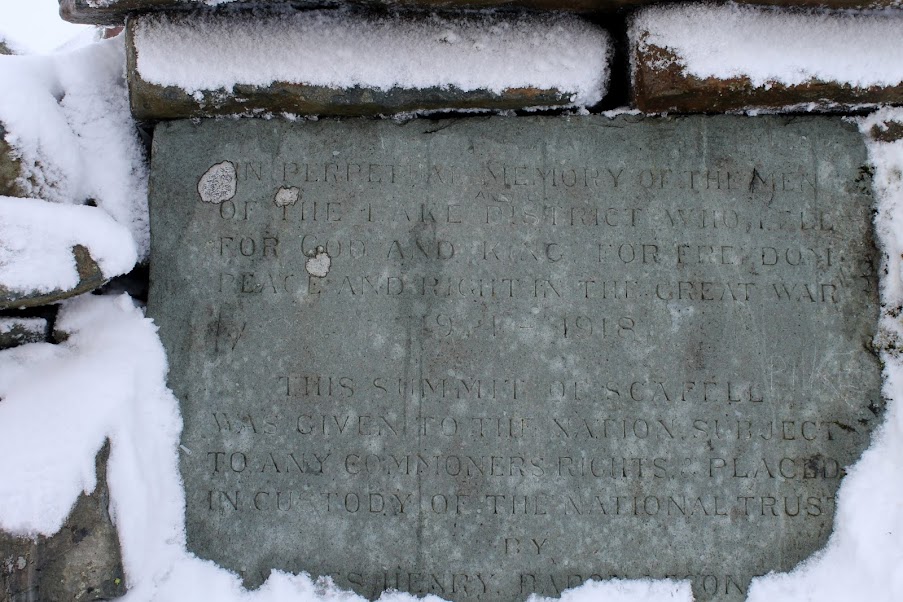 IN PERPETUAL MEMORY OF THE MEN
OF THE LAKE DISTRICT WHO FELL
FOR GOD AND KING FOR FREEDOM
PEACE AND RIGHT IN THE GREAT WAR
1914 - 1918
THIS SUMMIT OF SCAFELL
WAS GIVEN TO THE NATION SUBJECT
TO ANY COMMONERS RIGHTS & PLACED
IN CUSTODY OF THE NATIONAL TRUST
BY
HENRY